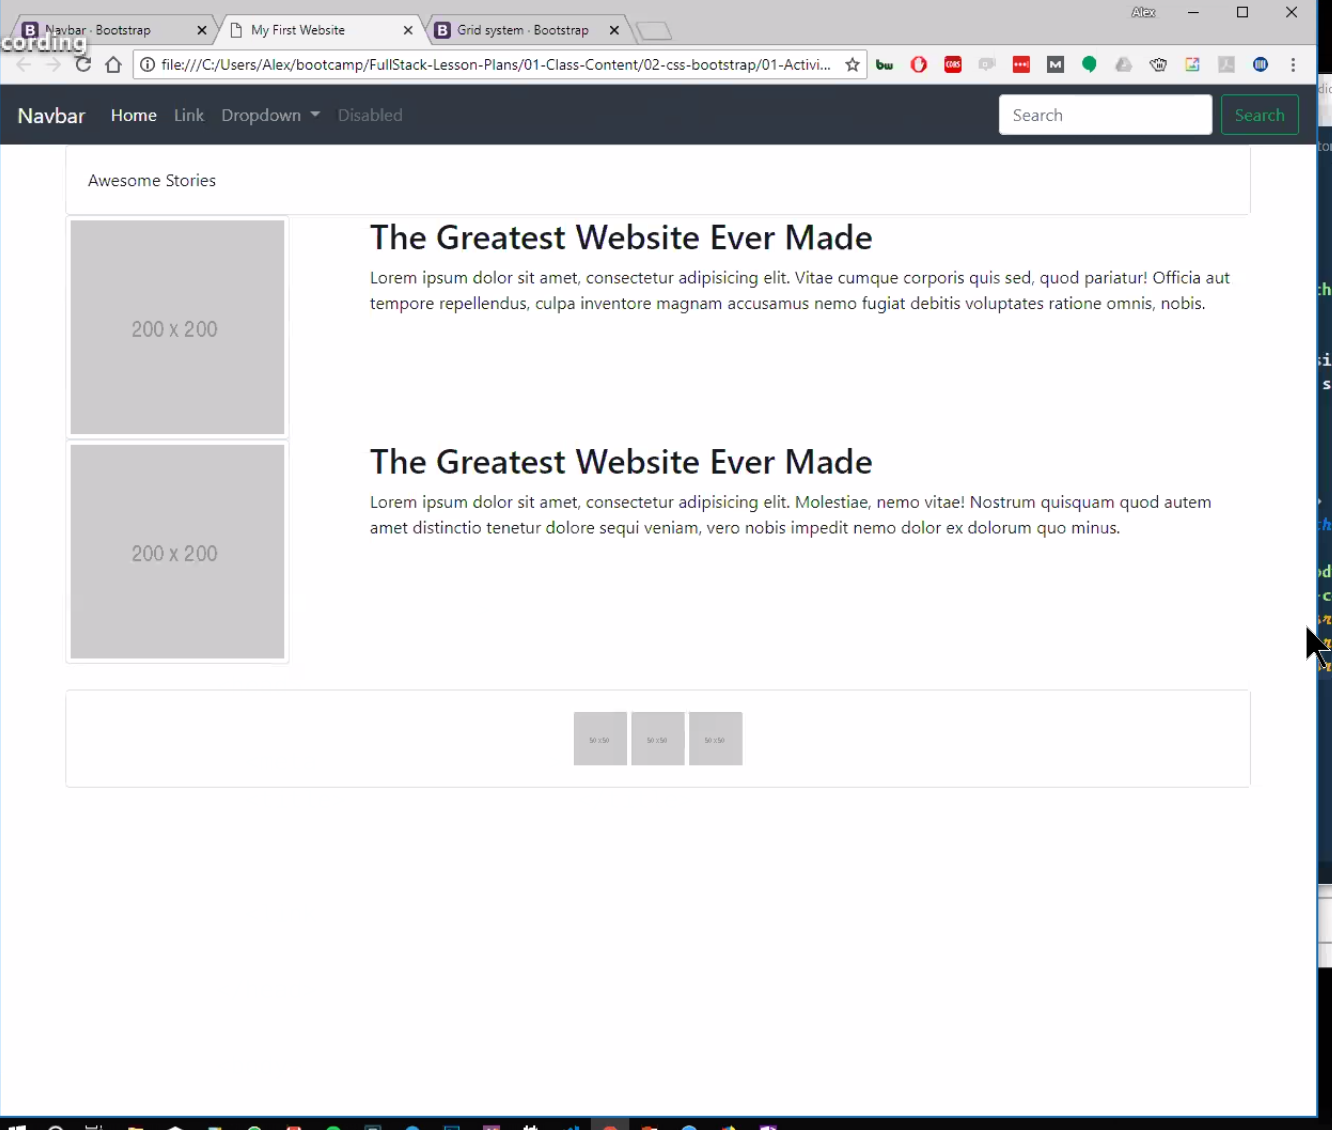 Alex
Navbar · Bootstrap
My First Website
Grid system · Bootstrap
cording
file:///C:/Users/Alex/bootcamp/FullStack-Lesson-Plans/01-Class-Content/02-css-bootstrap/01-Activi...
Navbar Home Link Dropdown Disabled Search Search
Awesome Stories
200 x 200
The Greatest Website Ever Made
Lorem ipsum dolor sit amet, consectetur adipisicing elit. Vitae cumque corporis quis sed, quod pariatur! Officia aut
tempore repellendus, culpa inventore magnam accusamus nemo fugiat debitis voluptates ratione omnis, nobis.
200 x 200
The Greatest Website Ever Made
Lorem ipsum dolor sit amet, consectetur adipisicing elit. Molestiae, nemo vitae! Nostrum quisquam quod autem
amet distinctio tenetur dolore sequi veniam, vero nobis impedit nemo dolor ex dolorum quo minus.
50 x 50 50 x 50 50 x 50